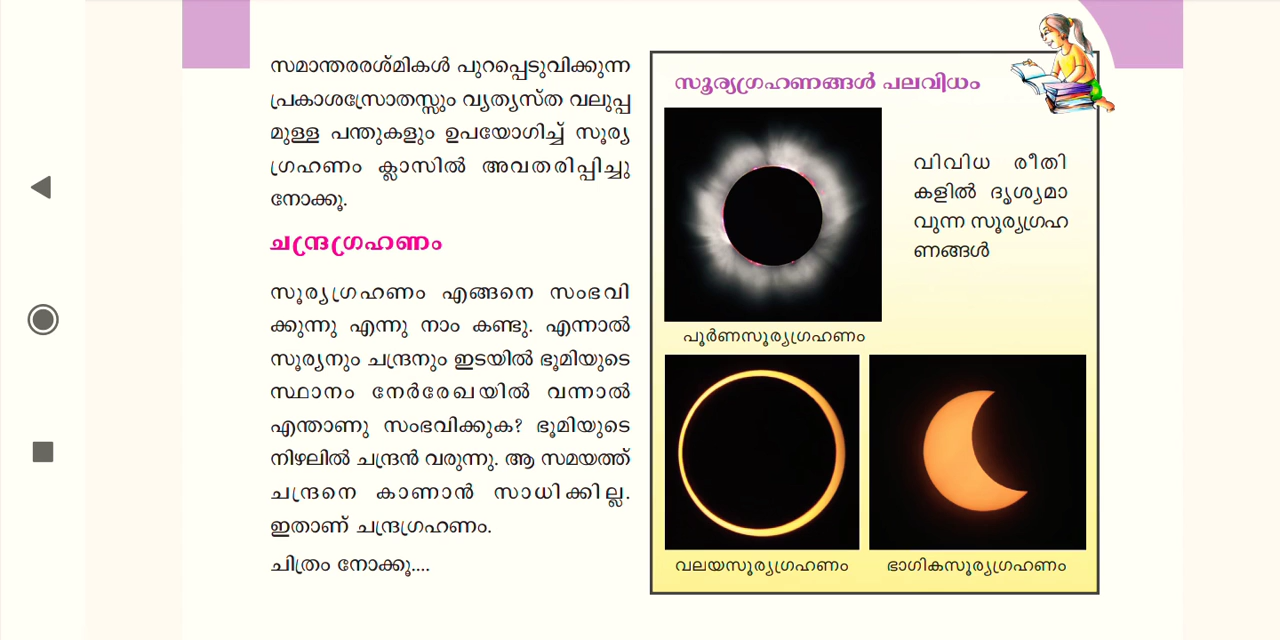 സമാന്തരരശ്മികൾ പുറപ്പെടുവിക്കുന്ന
പ്രകാശസ്രോതസ്സും വ്യത്യസ്ത വലുപ്പ
മുള്ള പന്തുകളും ഉപയോഗിച്ച് സൂര്യ
ഗ്രഹണം ക്ലാസിൽ അവതരിപ്പിച്ചു
നോക്കൂ.
ചന്ദ്രഗ്രഹണം
സൂര്യഗ്രഹണം എങ്ങനെ സംഭവി
ക്കുന്നു എന്നു നാം കണ്ടു. എന്നാൽ
സൂര്യനും ചന്ദ്രനും ഇടയിൽ ഭൂമിയുടെ
സ്ഥാനം നേർരേഖയിൽ വന്നാൽ
എന്താണു സംഭവിക്കുക? ഭൂമിയുടെ
നിഴലിൽ ചന്ദ്രൻ വരുന്നു. ആ സമയത്ത്
ചന്ദ്രനെ കാണാൻ സാധിക്കില്ല.
ഇതാണ് ചന്ദ്രഗ്രഹണം.
ചിത്രം നോക്കൂ....
സൂര്യഗ്രഹണങ്ങൾ പലവിധം
വിവിധ രീതി
കളിൽ ദൃശ്യമാ
വുന്ന സൂര്യഗ്രഹ
ണങ്ങൾ
പൂർണസൂര്യഗ്രഹണം
വലയസൂര്യഗ്രഹണം
ഭാഗികസൂര്യഗ്രഹണം